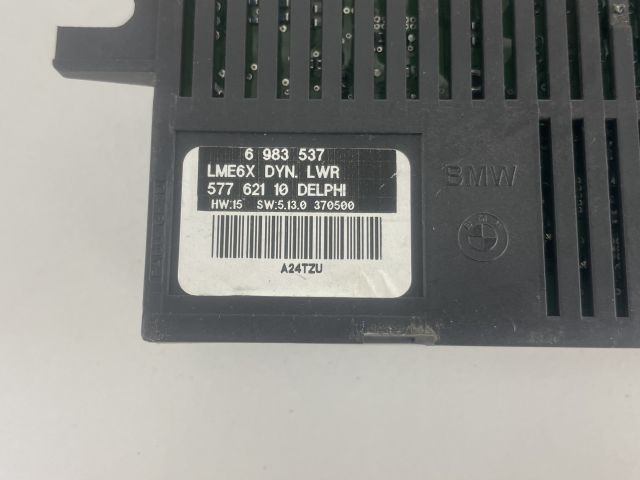 6 983 537
LME6X DYN. LWR
577 621 10 DELPHI
HW:15 SW:5.13.0 370500
A24TZU
BMW
BMW